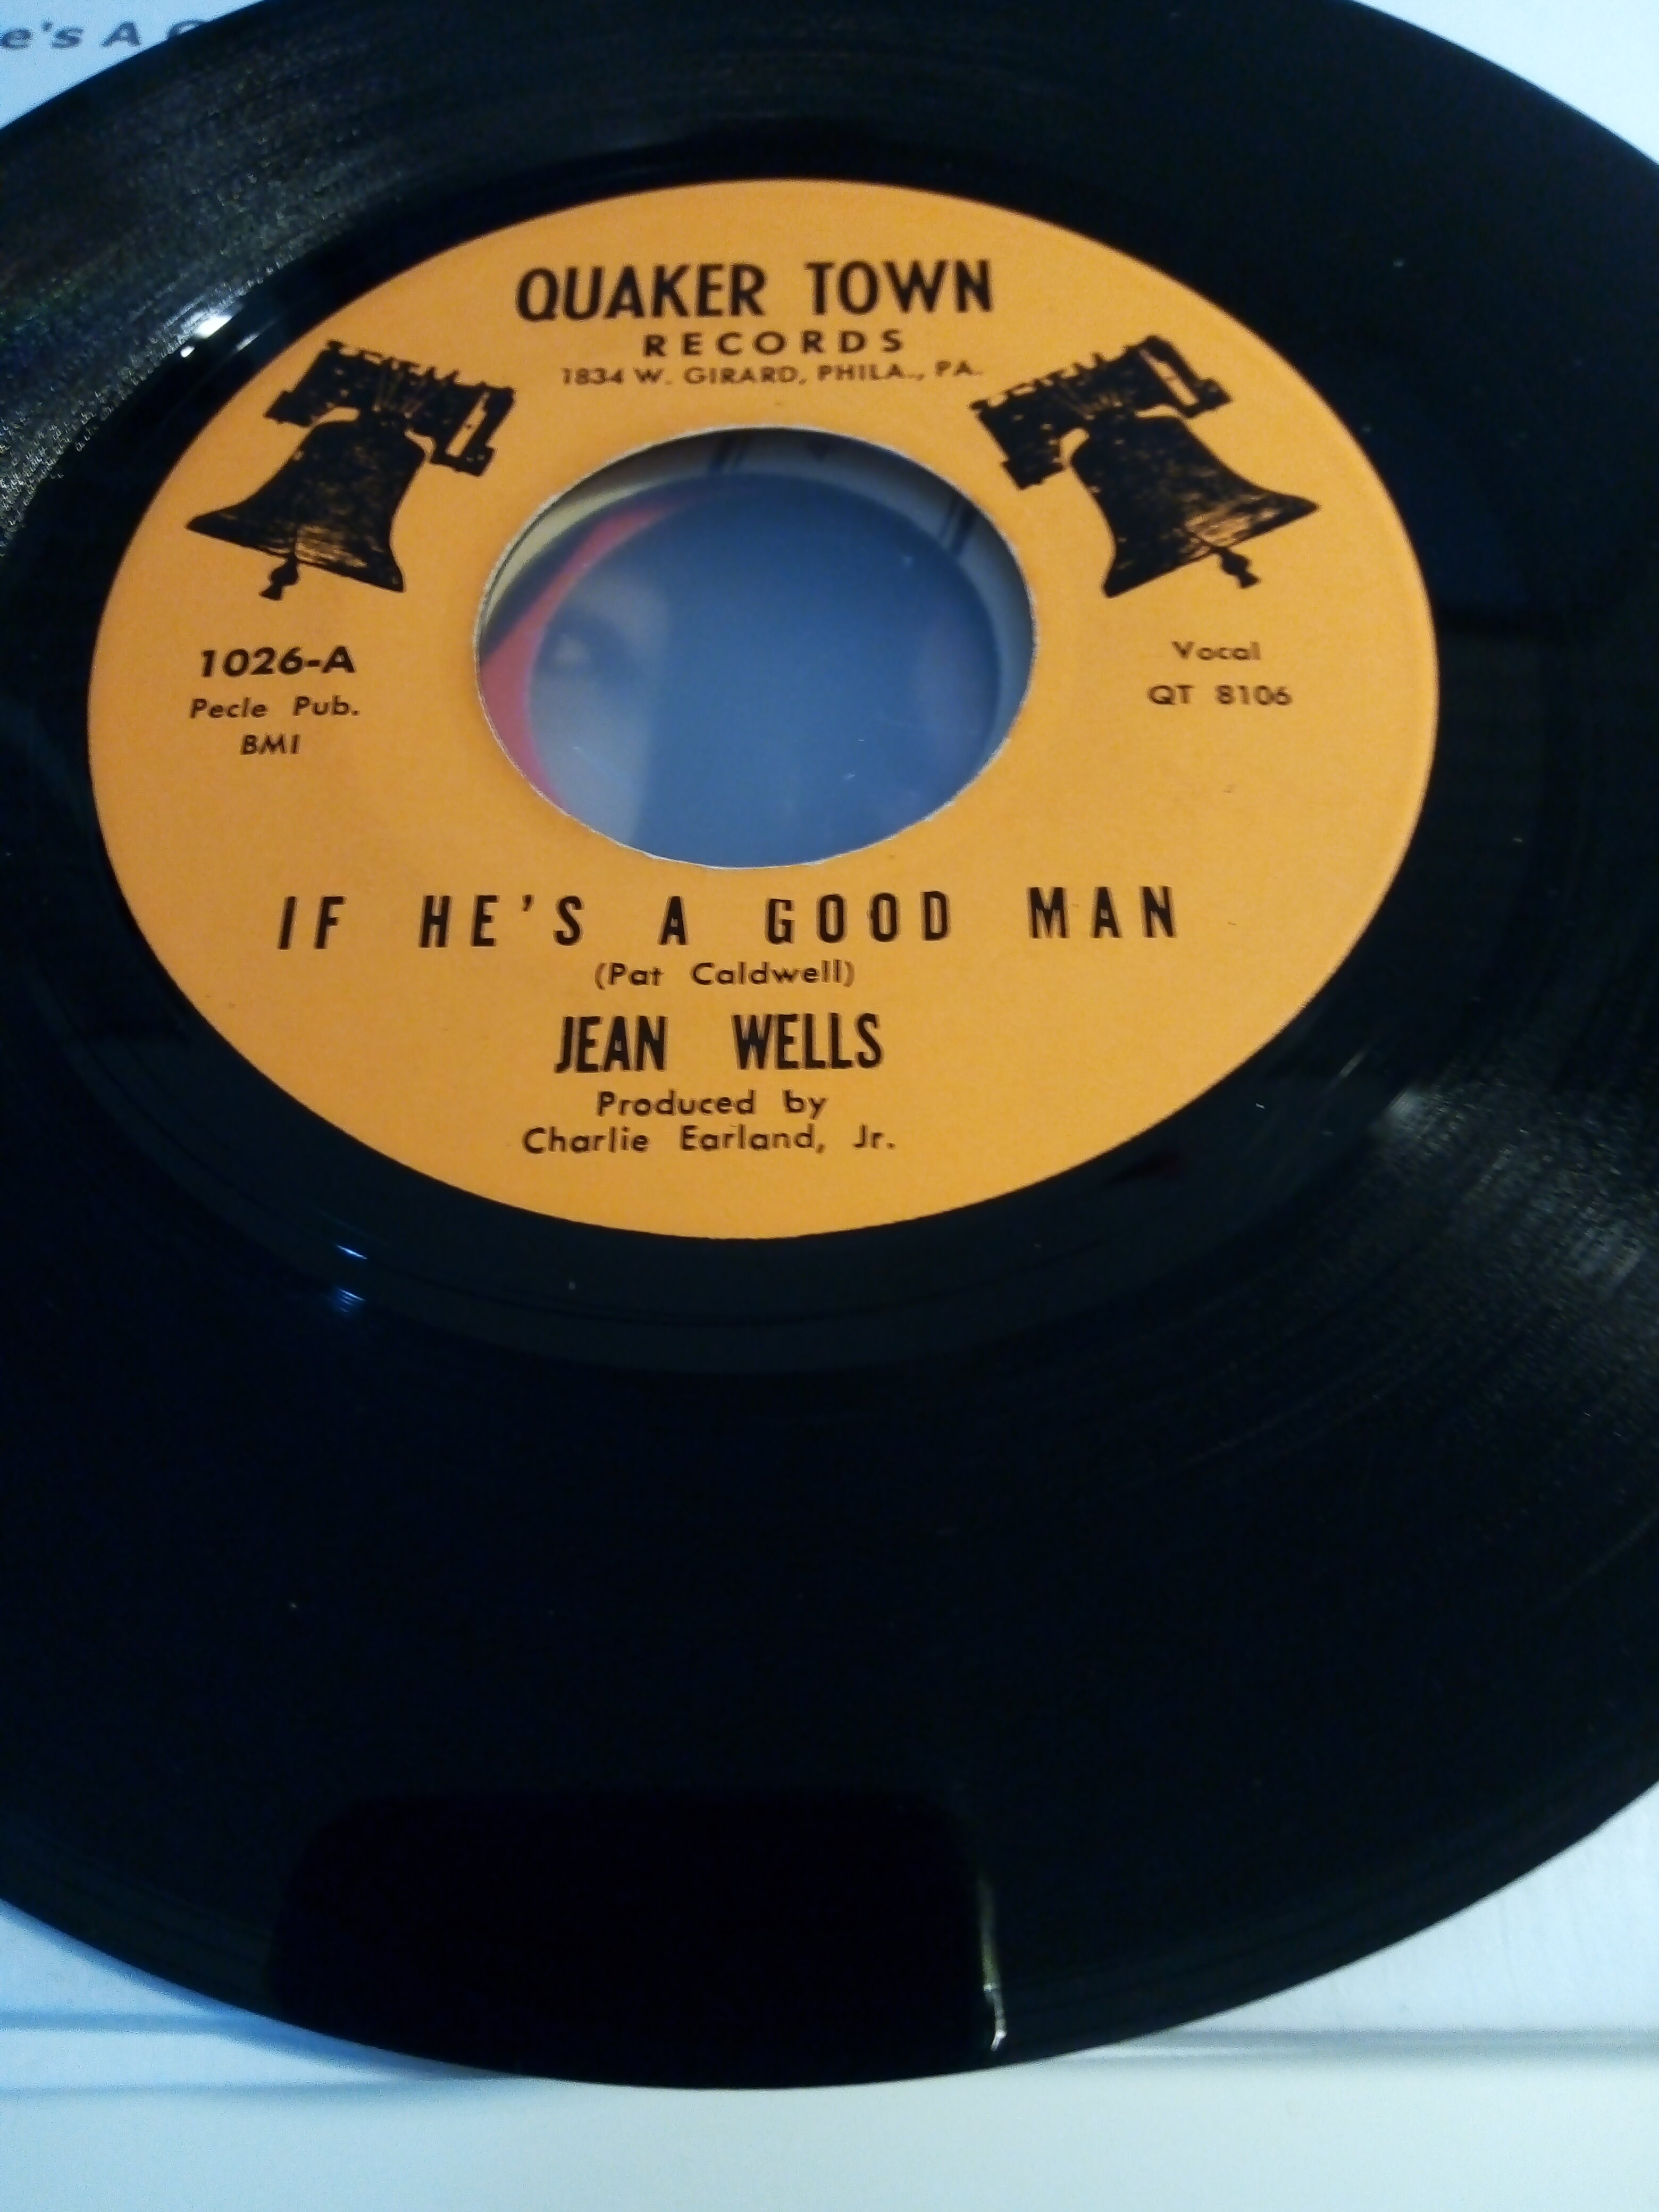 e's A
QUAKER TOWN
RECORDS
1834 W. GIRARD, PHILA., PA.
1026-A
Pecle Pub.
BMI
Vocal
QT 8106
IF HE'S A GOOD MAN
(Pat Caldwell)
JEAN WELLS
Produced by
Charlie Earland, Jr.